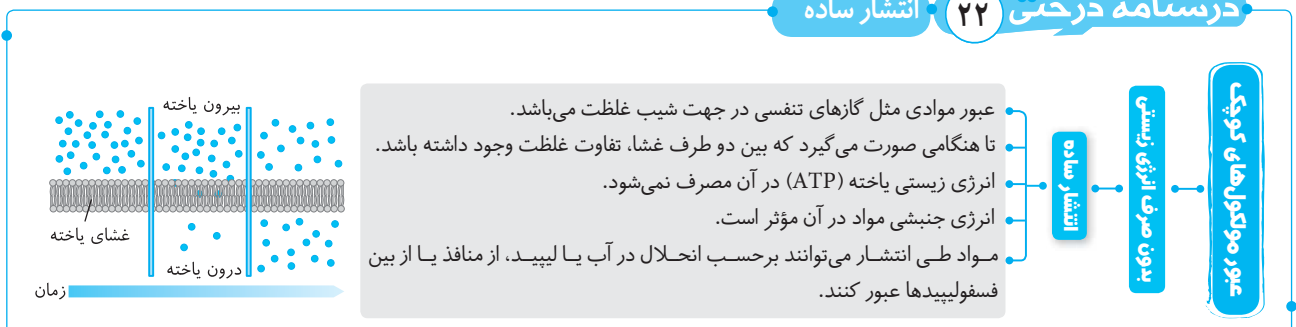 درسنامه درختی ۲۲ انتشار ساده
عبور مولکول‌های کوچک
بدون صرف انرژی زیستی
انتشار ساده
عبور موادی مثل گازهای تنفسی در جهت شیب غلظت می‌باشد.
تا هنگامی صورت می‌گیرد که بین دو طرف غشا، تفاوت غلظت وجود داشته باشد.
انرژی زیستی یاخته (ATP) در آن مصرف نمی‌شود.
انرژی جنبشی مواد در آن مؤثر است.
مـواد طـی انتشـار می‌توانند برحسـب انحـلال در آب یـا لیپیـد، از منافذ یـا از بین
فسفولیپیدها عبور کنند.
بیرون یاخته
غشای یاخته
درون یاخته
زمان